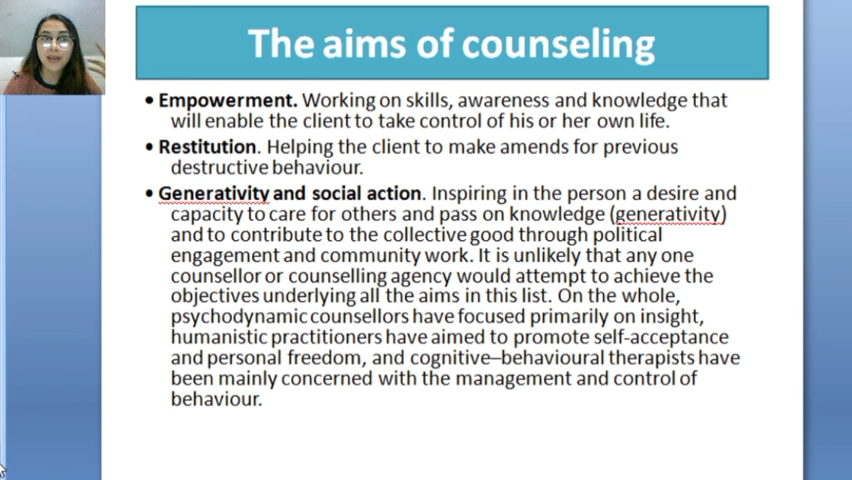 The aims of counseling
• Empowerment. Working on skills, awareness and knowledge that
will enable the client to take control of his or her own life.
• Restitution. Helping the client to make amends for previous
destructive behaviour.
• Generativity and social action. Inspiring in the person a desire and
capacity to care for others and pass on knowledge (generativity)
and to contribute to the collective good through political
engagement and community work. It is unlikely that any one
counsellor or counselling agency would attempt to achieve the
objectives underlying all the aims in this list. On the whole,
psychodynamic counsellors have focused primarily on insight,
humanistic practitioners have aimed to promote self-acceptance
and personal freedom, and cognitive–behavioural therapists have
been mainly concerned with the management and control of
behaviour.